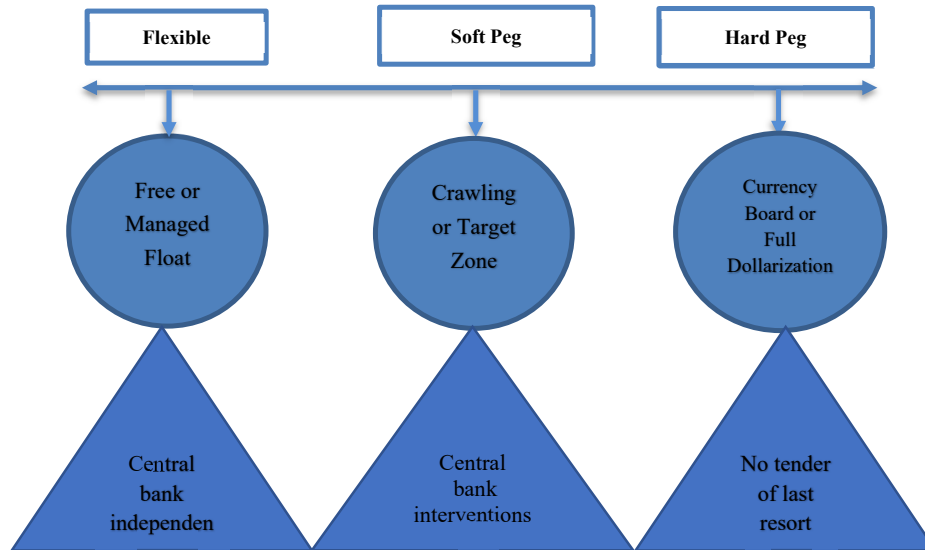 Flexible
Soft Peg
Hard Peg
Free or
Managed
Float
Crawling
or Target
Zone
Currency
Board or
Full
Dollarization
Central
bank
independen
Central
bank
interventions
No tender
of last
resort